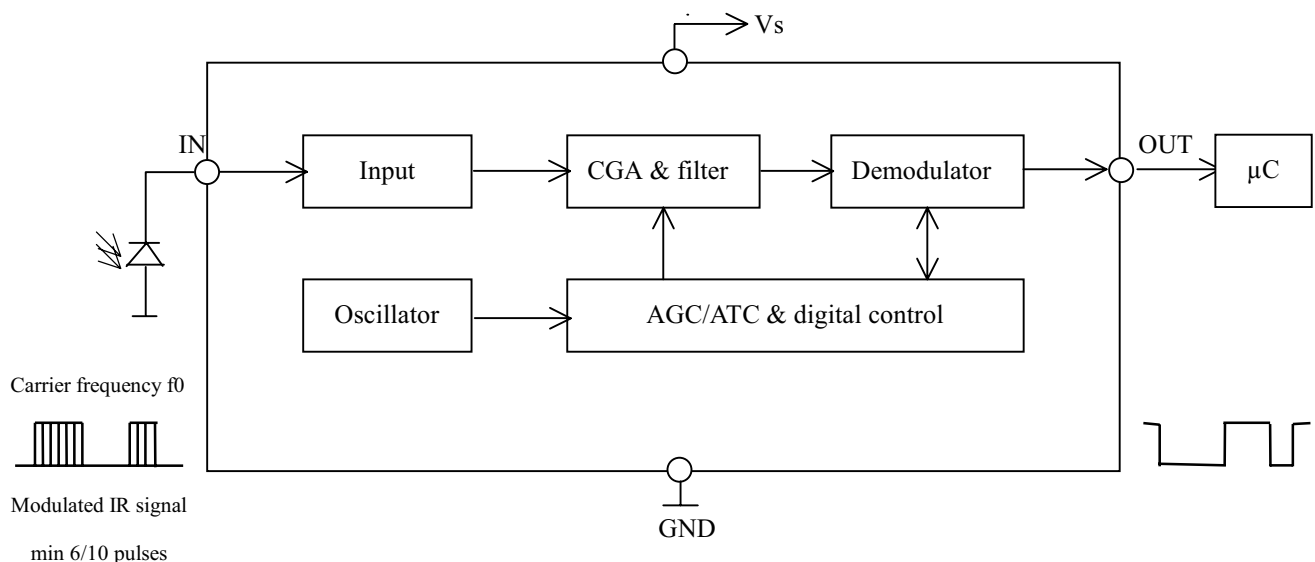 Vs
IN
Input
CGA & filter
Demodulator
OUT
µC
Oscillator
AGC/ATC & digital control
Carrier frequency f0
Modulated IR signal
min 6/10 pulses
GND